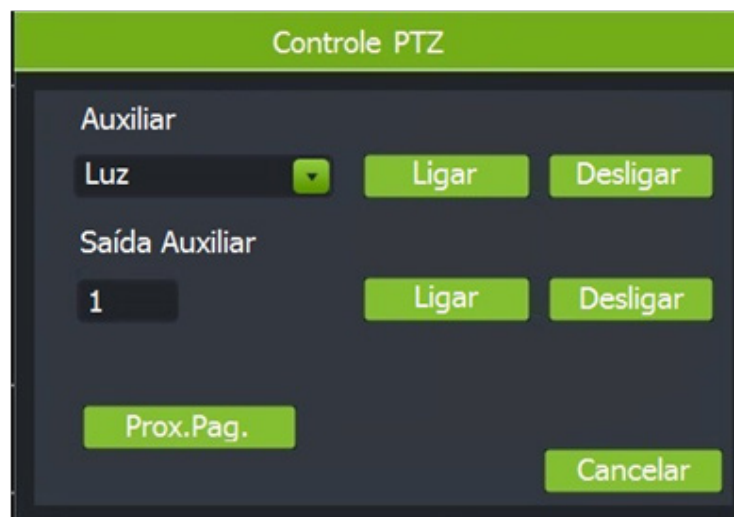 Controle PTZ
Auxiliar
Luz Ligar Desligar
Saída Auxiliar
1 Ligar Desligar
Prox.Pag.
Cancelar